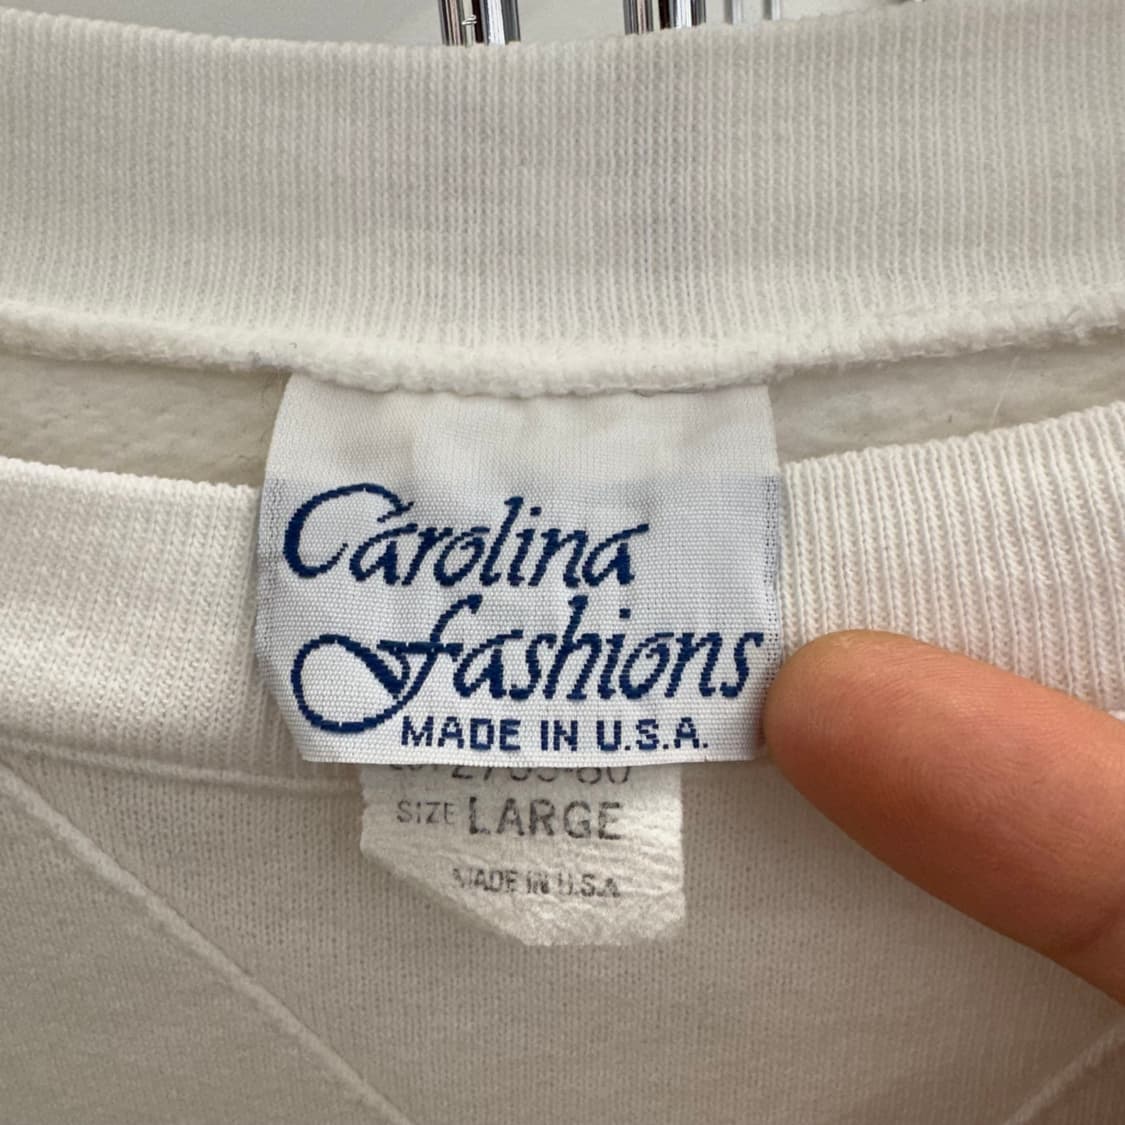 Carolina
fashions
MADE IN U.S.A.
SIZE LARGE
MADE IN U.S.A